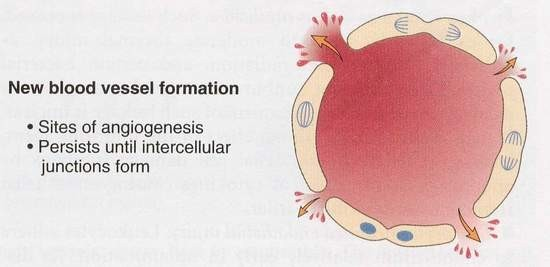 New blood vessel formation
• Sites of angiogenesis
• Persists until intercellular
junctions form